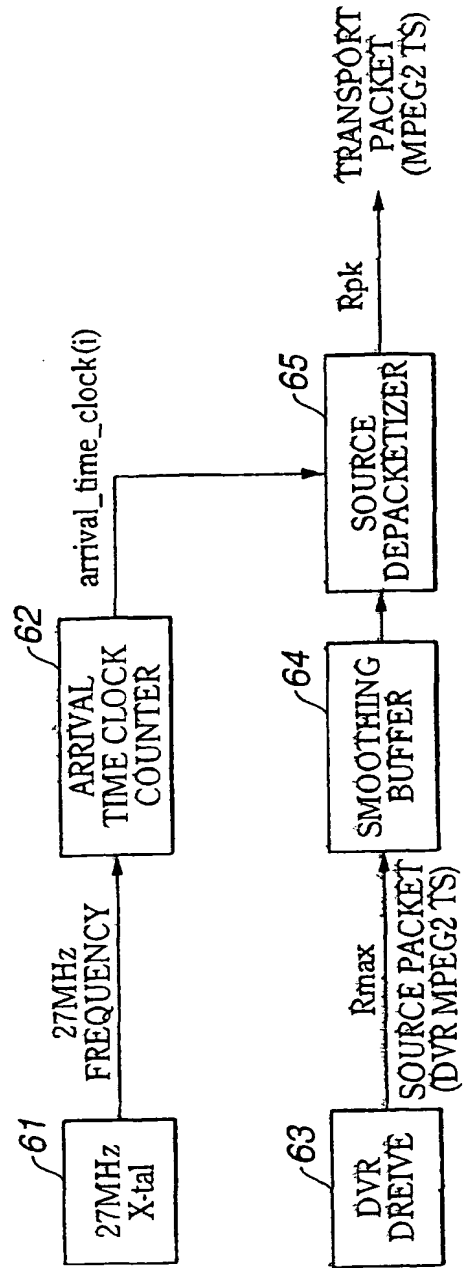 61
27MHz
X-tal
27MHz
FREQUENCY
62
ARRIVAL
TIME CLOCK
COUNTER
arrival_time_clock(i)
63
DVR
DREIVE
Rmax
SOURCE PACKET
(DVR MPEG2 TS)
64
SMOOTHING
BUFFER
65
SOURCE
DEPACKETIZER
Rpk
TRANSPORT
PACKET
(MPEG2 TS)